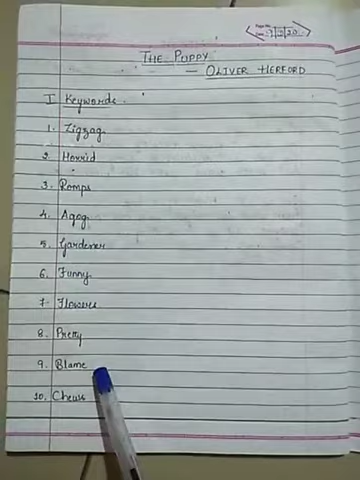 THE PUPPY
- OLIVER HERFORD
I Keywords.
1. Zigzag
2. Horrid
3. Romps
4. Agog
5. Gardener
6. Funny
7. Flowers
8. Pretty
9. Blame
10. Chews